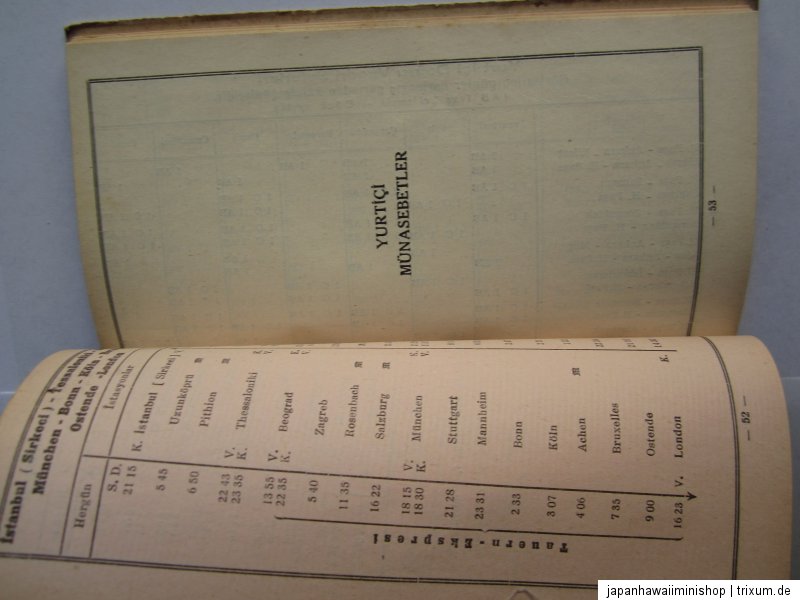 İstanbul ( Sirkeci ) - Tessaloniki
München - Bonn - Köln -
Ostende - London
Hergün
İstasyonlar
S. D.
21 15 K. İstanbul ( Sirkeci )
5 45 Uzunköprü
6 50 Pithion m
22 43 V. Thessaloniki m
23 35 K.
13 55 V. Beograd
22 35 K.
5 40 Zagreb
11 35 Rosenbach m
16 22 Salzburg m
18 15 V. München
18 30 K.
21 28 Stuttgart
23 31 Mannheim
2 33 Bonn
3 07 Köln
4 06 Achen m
7 35 Bruxelles
9 00 Ostende
16 23 V. London K.
Tauern - Ekspresi
— 52 —
YURTİÇİ
MÜNASEBETLER
— 53 —
japanhawaiiminishop | trixum.de